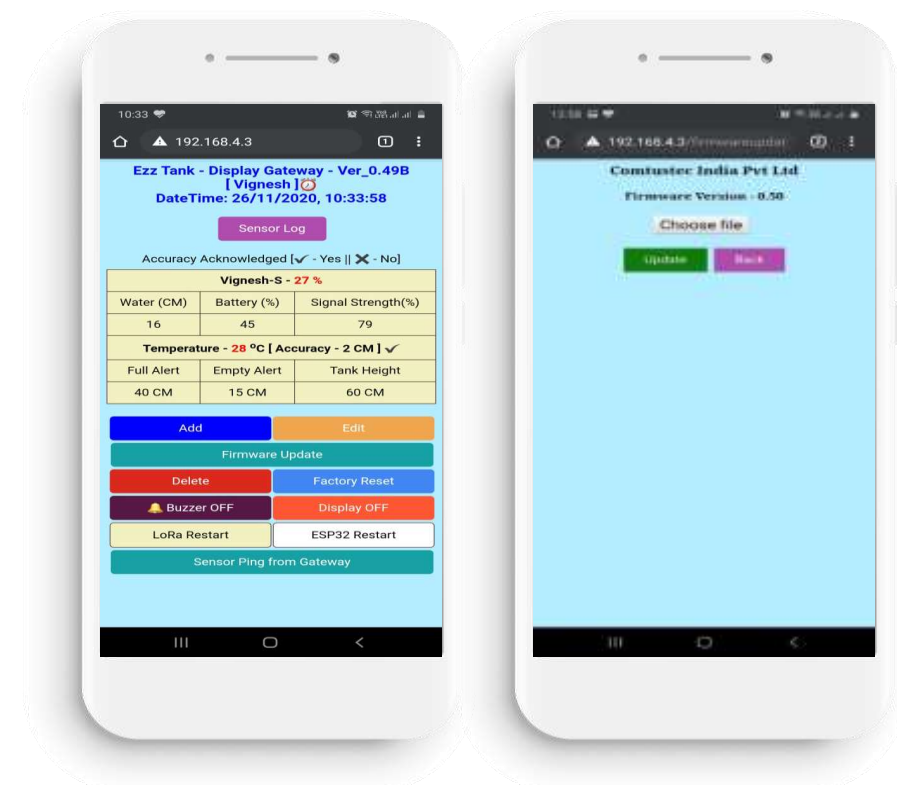 10:33
192.168.4.3
1
Ezz Tank - Display Gateway - Ver_0.49B
[ Vignesh ]
DateTime: 26/11/2020, 10:33:58
Sensor Log
Accuracy Acknowledged [✓ - Yes || ✕ - No]
Vignesh-S - 27 %
Water (CM) Battery (%) Signal Strength(%)
16 45 79
Temperature - 28 ºC [ Accuracy - 2 CM ] ✓
Full Alert Empty Alert Tank Height
40 CM 15 CM 60 CM
Add Edit
Firmware Update
Delete Factory Reset
Buzzer OFF Display OFF
LoRa Restart ESP32 Restart
Sensor Ping from Gateway
192.168.4.3/firmwareupdat
2
Comtustec India Pvt Ltd
Firmware Version - 0.50
Choose file
Update Back